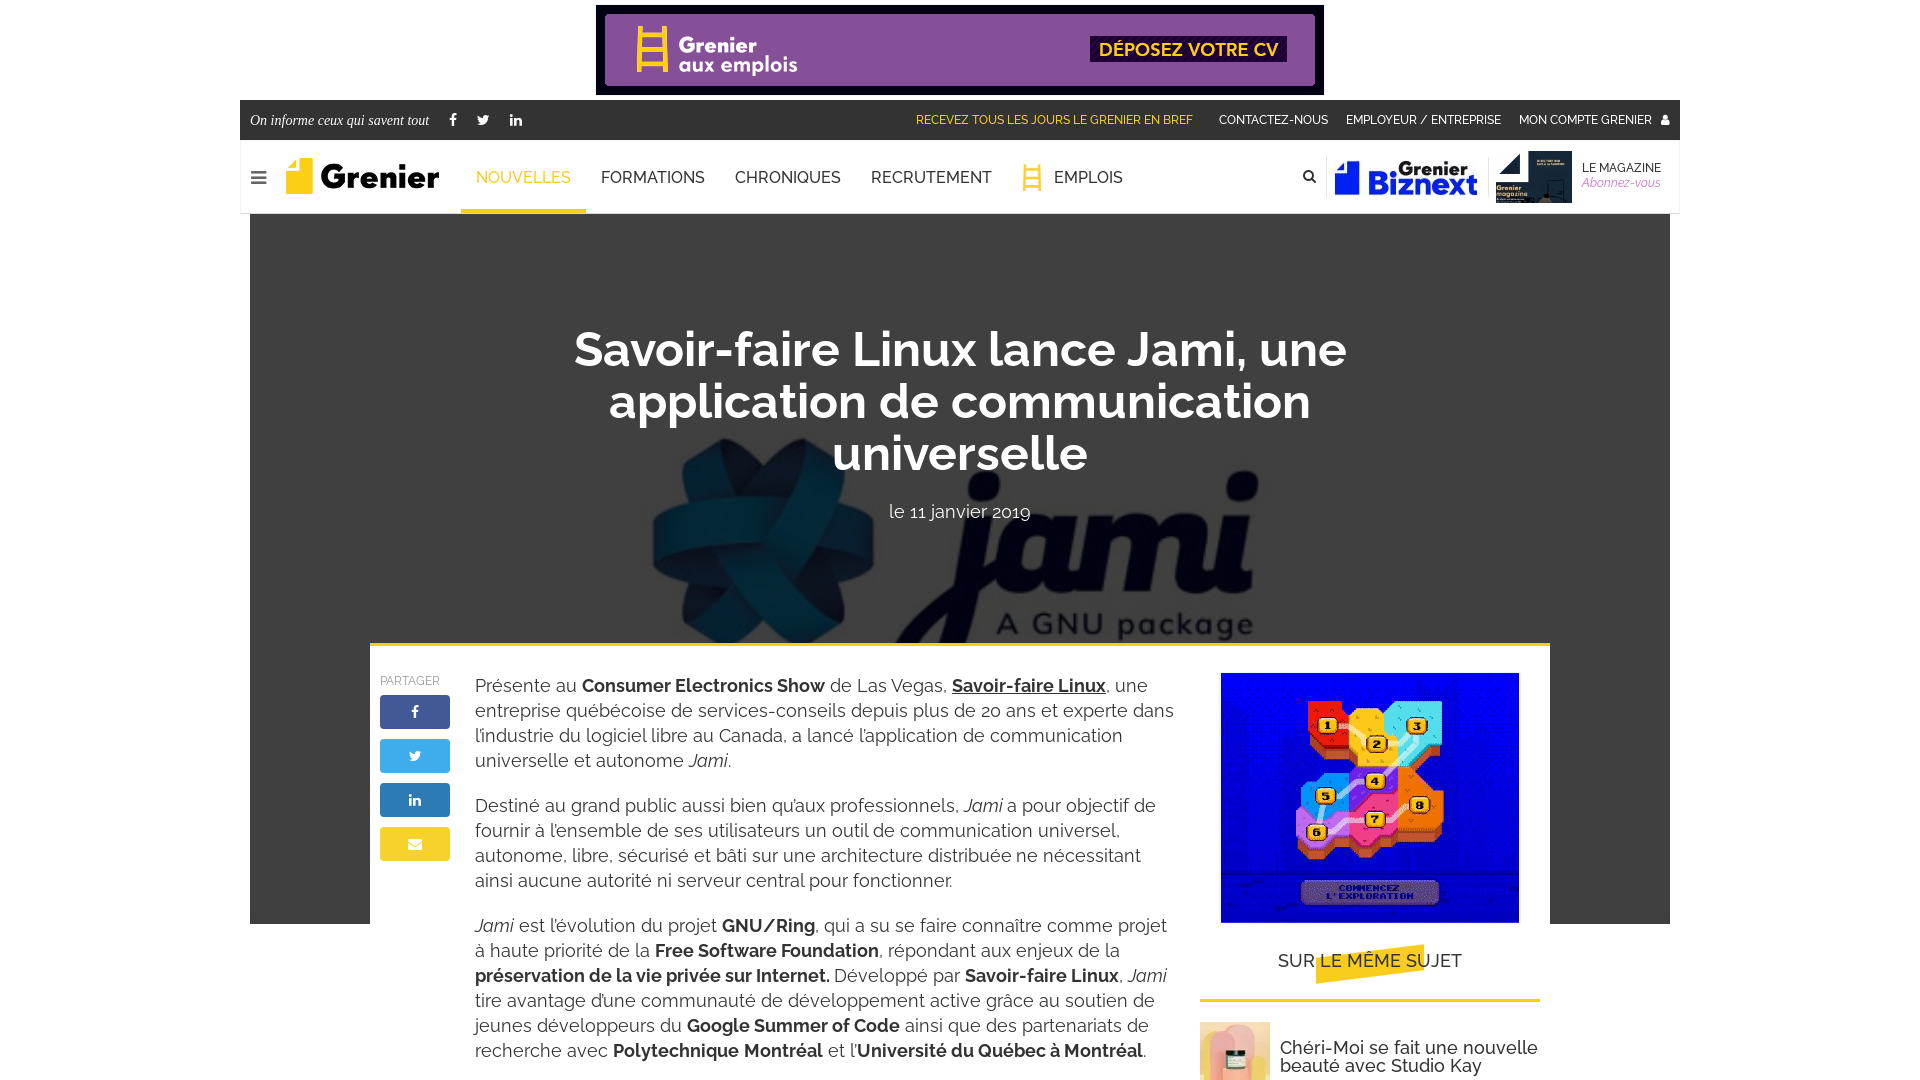 Grenier
aux emplois
DÉPOSEZ VOTRE CV
On informe ceux qui savent tout
RECEVEZ TOUS LES JOURS LE GRENIER EN BREF
CONTACTEZ-NOUS
EMPLOYEUR / ENTREPRISE
MON COMPTE GRENIER
Grenier
NOUVELLES
FORMATIONS
CHRONIQUES
RECRUTEMENT
EMPLOIS
Grenier
Biznext
Grenier
magazine
LE MAGAZINE
Abonnez-vous
Savoir-faire Linux lance Jami, une
application de communication
universelle
le 11 janvier 2019
jami
A GNU package
PARTAGER
Présente au Consumer Electronics Show de Las Vegas, Savoir-faire Linux, une
entreprise québécoise de services-conseils depuis plus de 20 ans et experte dans
l’industrie du logiciel libre au Canada, a lancé l’application de communication
universelle et autonome Jami.
Destiné au grand public aussi bien qu’aux professionnels, Jami a pour objectif de
fournir à l’ensemble de ses utilisateurs un outil de communication universel,
autonome, libre, sécurisé et bâti sur une architecture distribuée ne nécessitant
ainsi aucune autorité ni serveur central pour fonctionner.
Jami est l’évolution du projet GNU/Ring, qui a su se faire connaître comme projet
à haute priorité de la Free Software Foundation, répondant aux enjeux de la
préservation de la vie privée sur Internet. Développé par Savoir-faire Linux, Jami
tire avantage d’une communauté de développement active grâce au soutien de
jeunes développeurs du Google Summer of Code ainsi que des partenariats de
recherche avec Polytechnique Montréal et l’Université du Québec à Montréal.
1
2
3
4
5
6
7
8
COMMENCEZ
L'EXPLORATION
SUR LE MÊME SUJET
Chéri-Moi se fait une nouvelle
beauté avec Studio Kay